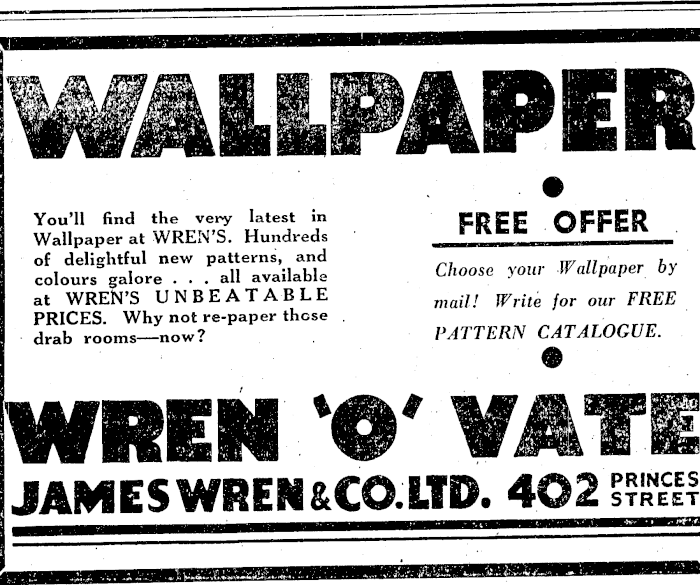 WALLPAPER
You'll find the very latest in
Wallpaper at WREN'S. Hundreds
of delightful new patterns, and
colours galore . . . all available
at WREN'S UNBEATABLE
PRICES. Why not re-paper those
drab rooms—now?
FREE OFFER
Choose your Wallpaper by
mail! Write for our FREE
PATTERN CATALOGUE.
WREN 'O' VATE
JAMES WREN & CO. LTD. 402 PRINCES
STREET